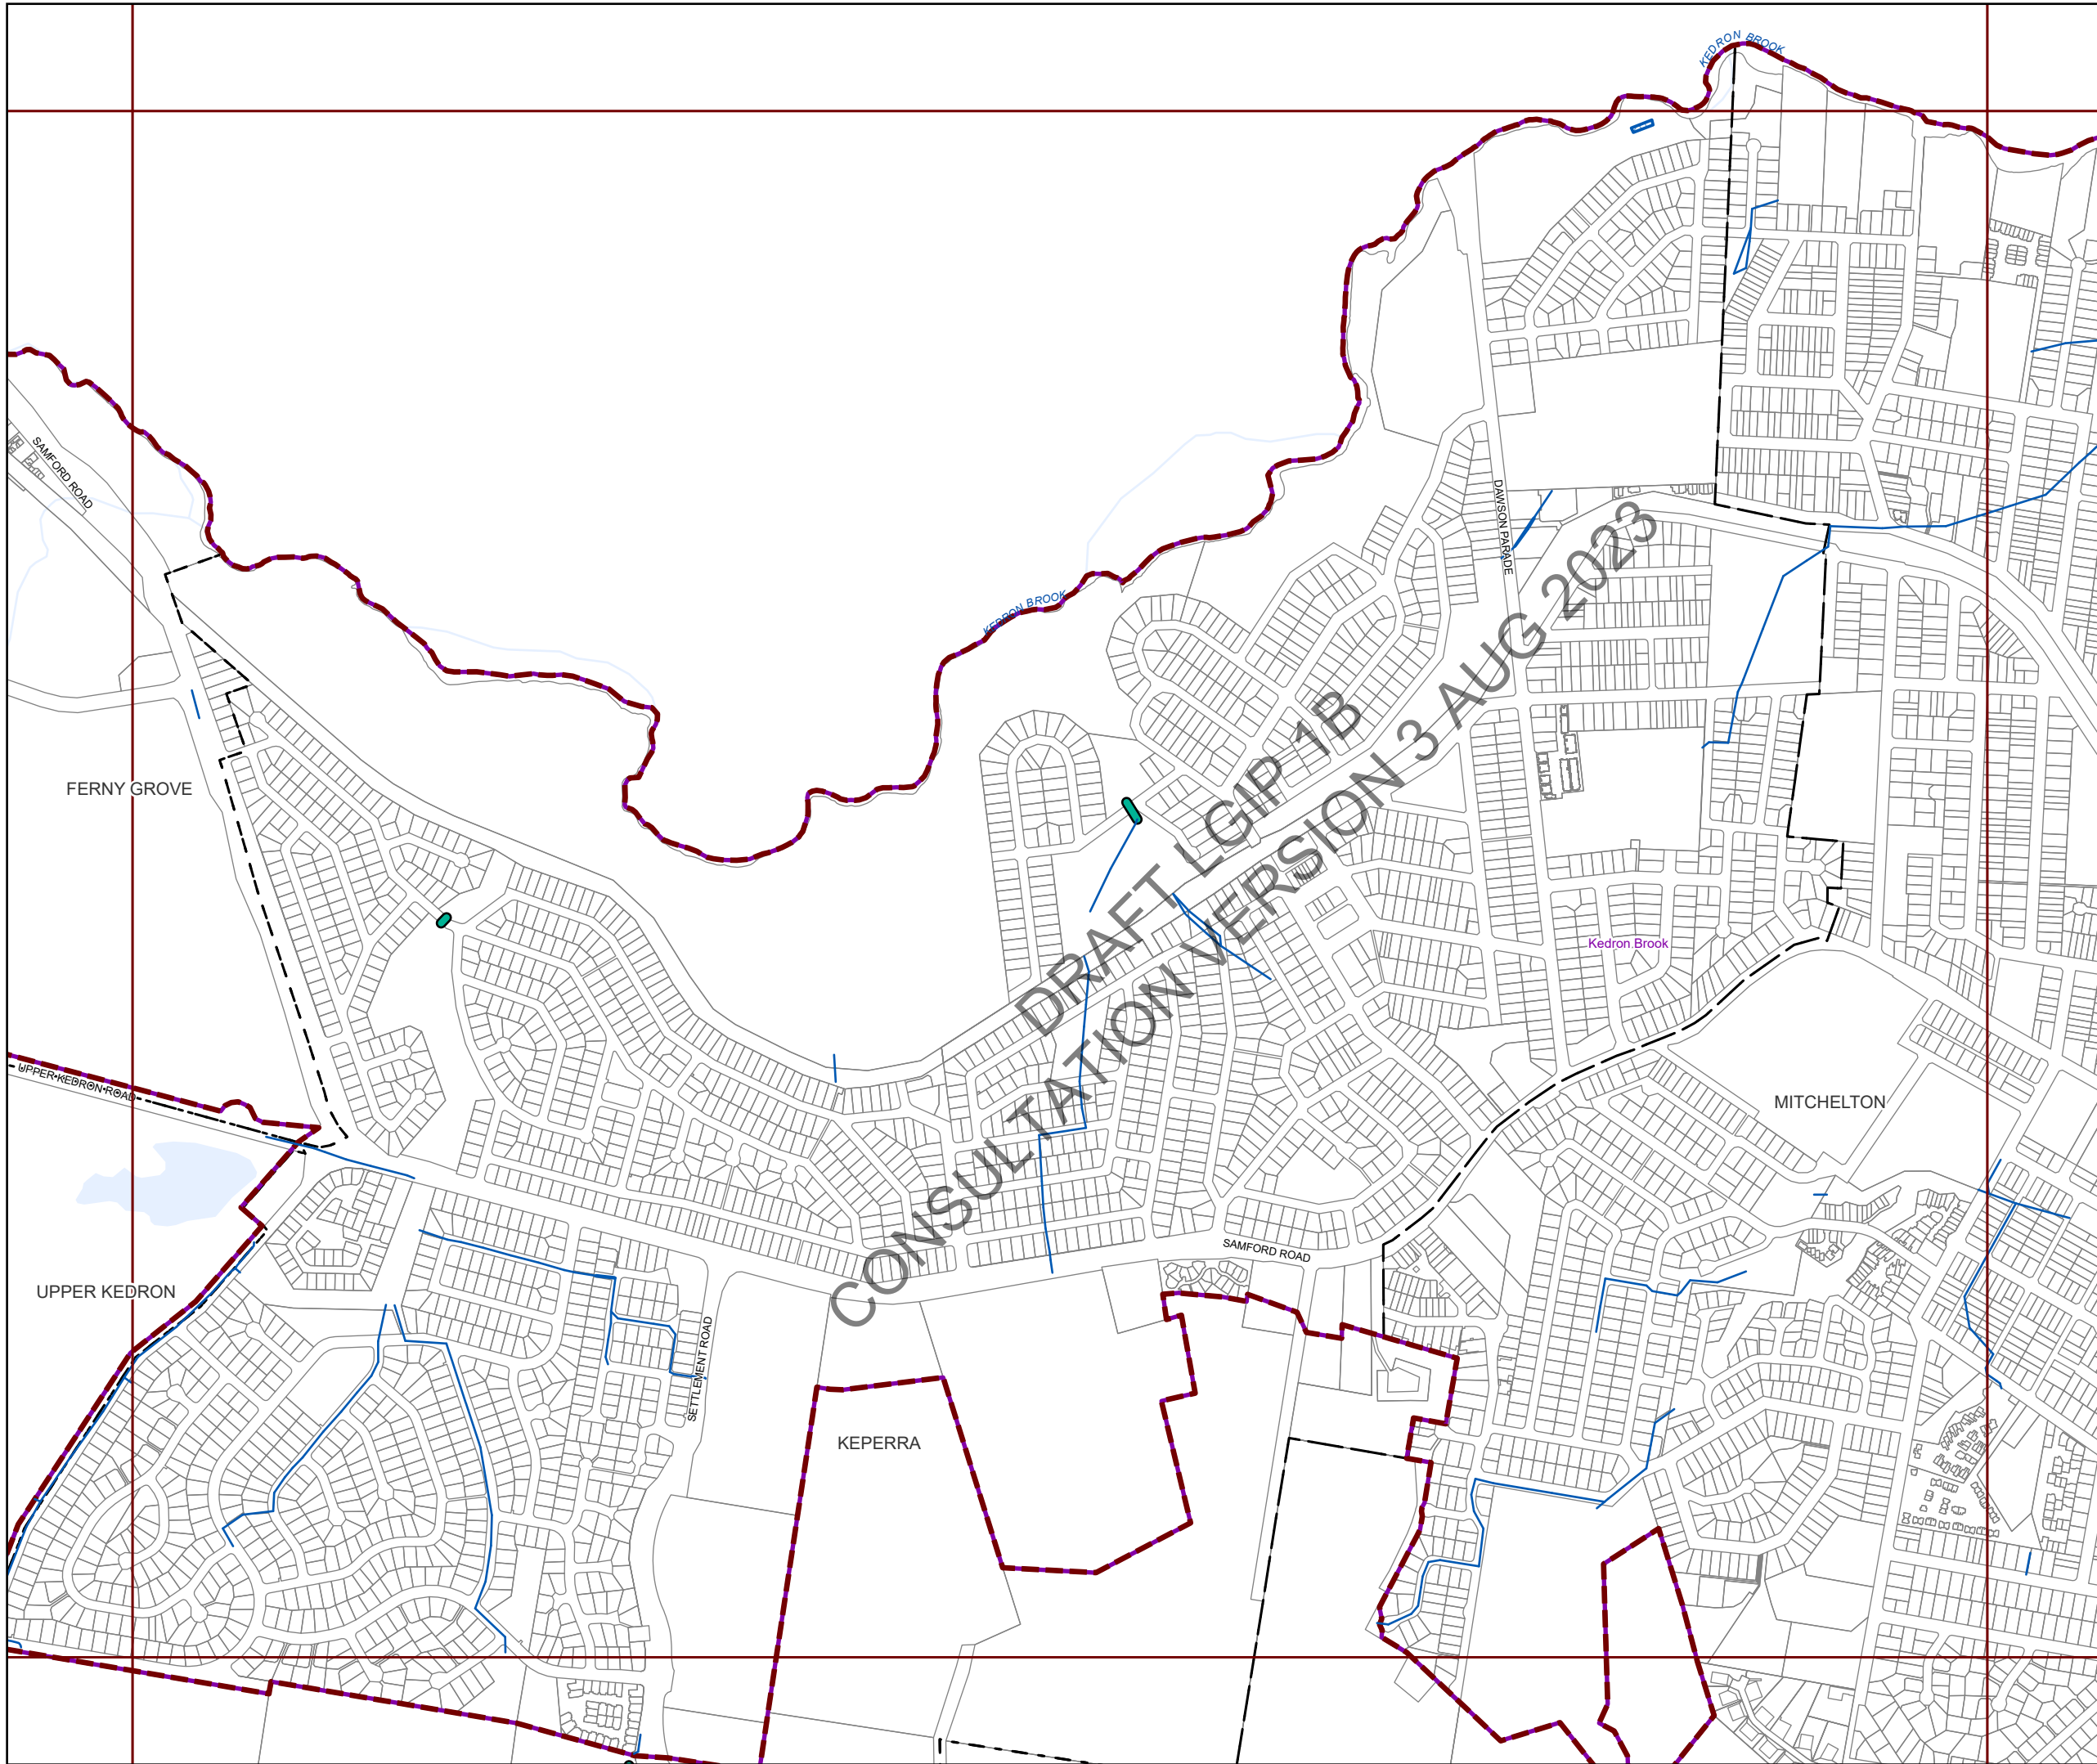 KEDRON BROOK
SAMFORD ROAD
DAWSON PARADE
KEDRON BROOK
FERNY GROVE
DRAFT LGIP 1B
CONSULTATION VERSION 3 AUG 2023
Kedron Brook
UPPER KEDRON ROAD
MITCHELTON
SAMFORD ROAD
UPPER KEDRON
SETTLEMENT ROAD
KEPERRA